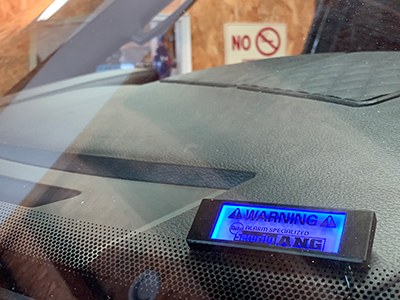 NO
WARNING
ALARM SPECIALIZED
ANG